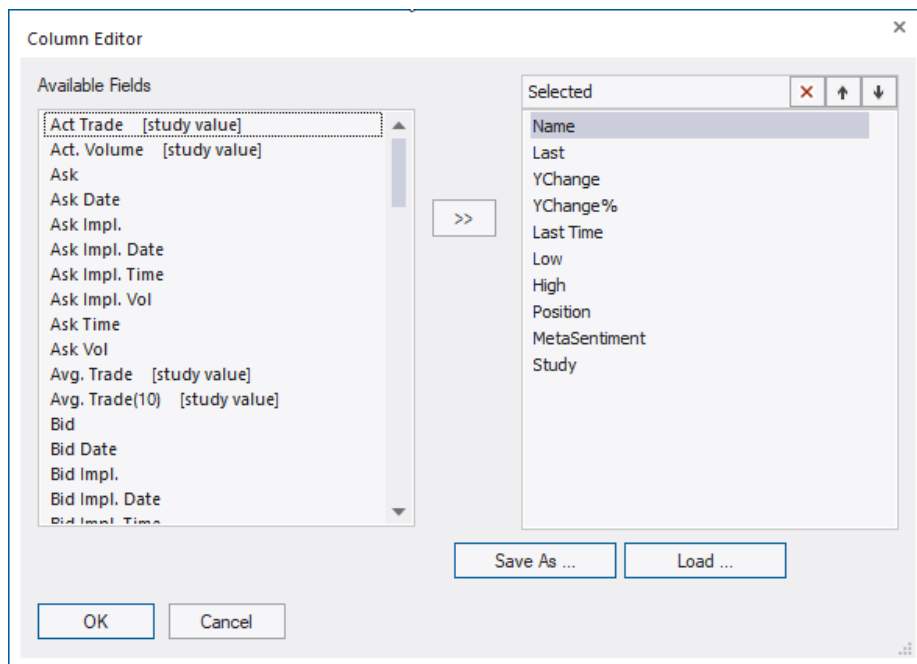 Column Editor
Available Fields
Act Trade [study value]
Act. Volume [study value]
Ask
Ask Date
Ask Impl.
Ask Impl. Date
Ask Impl. Time
Ask Impl. Vol
Ask Time
Ask Vol
Avg. Trade [study value]
Avg. Trade(10) [study value]
Bid
Bid Date
Bid Impl.
Bid Impl. Date
Bid Impl. Time
>>
Selected
Name
Last
YChange
YChange%
Last Time
Low
High
Position
MetaSentiment
Study
Save As ...
Load ...
OK
Cancel